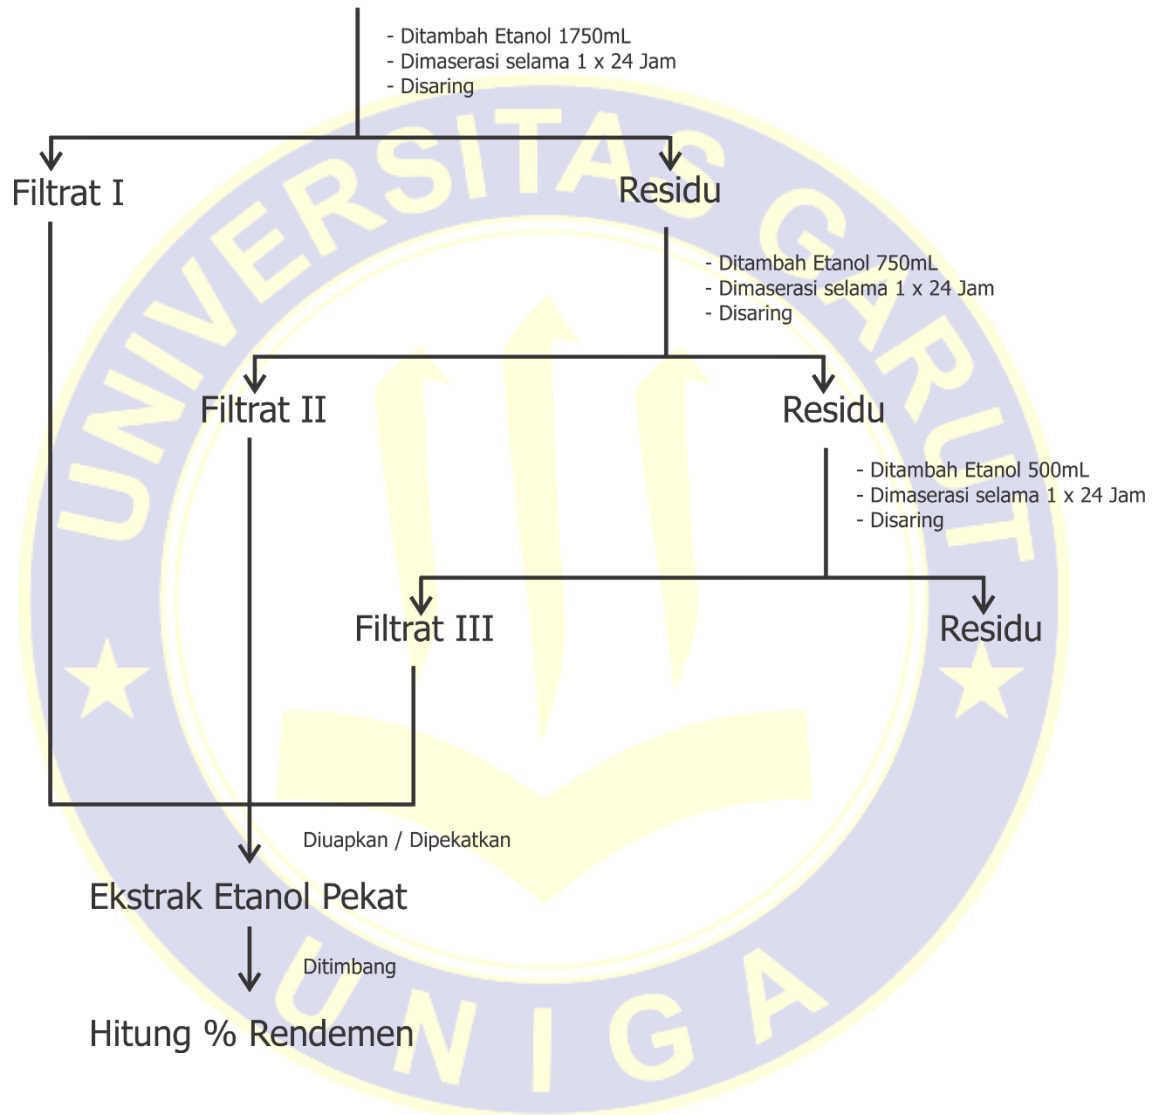 - Ditambah Etanol 1750mL
- Dimaserasi selama 1 x 24 Jam
- Disaring
Filtrat I
Residu
- Ditambah Etanol 750mL
- Dimaserasi selama 1 x 24 Jam
- Disaring
Filtrat II
Residu
- Ditambah Etanol 500mL
- Dimaserasi selama 1 x 24 Jam
- Disaring
Filtrat III
Residu
Diuapkan / Dipekatkan
Ekstrak Etanol Pekat
Ditimbang
Hitung % Rendemen
UNIVERSITAS GARUT
UNIGA